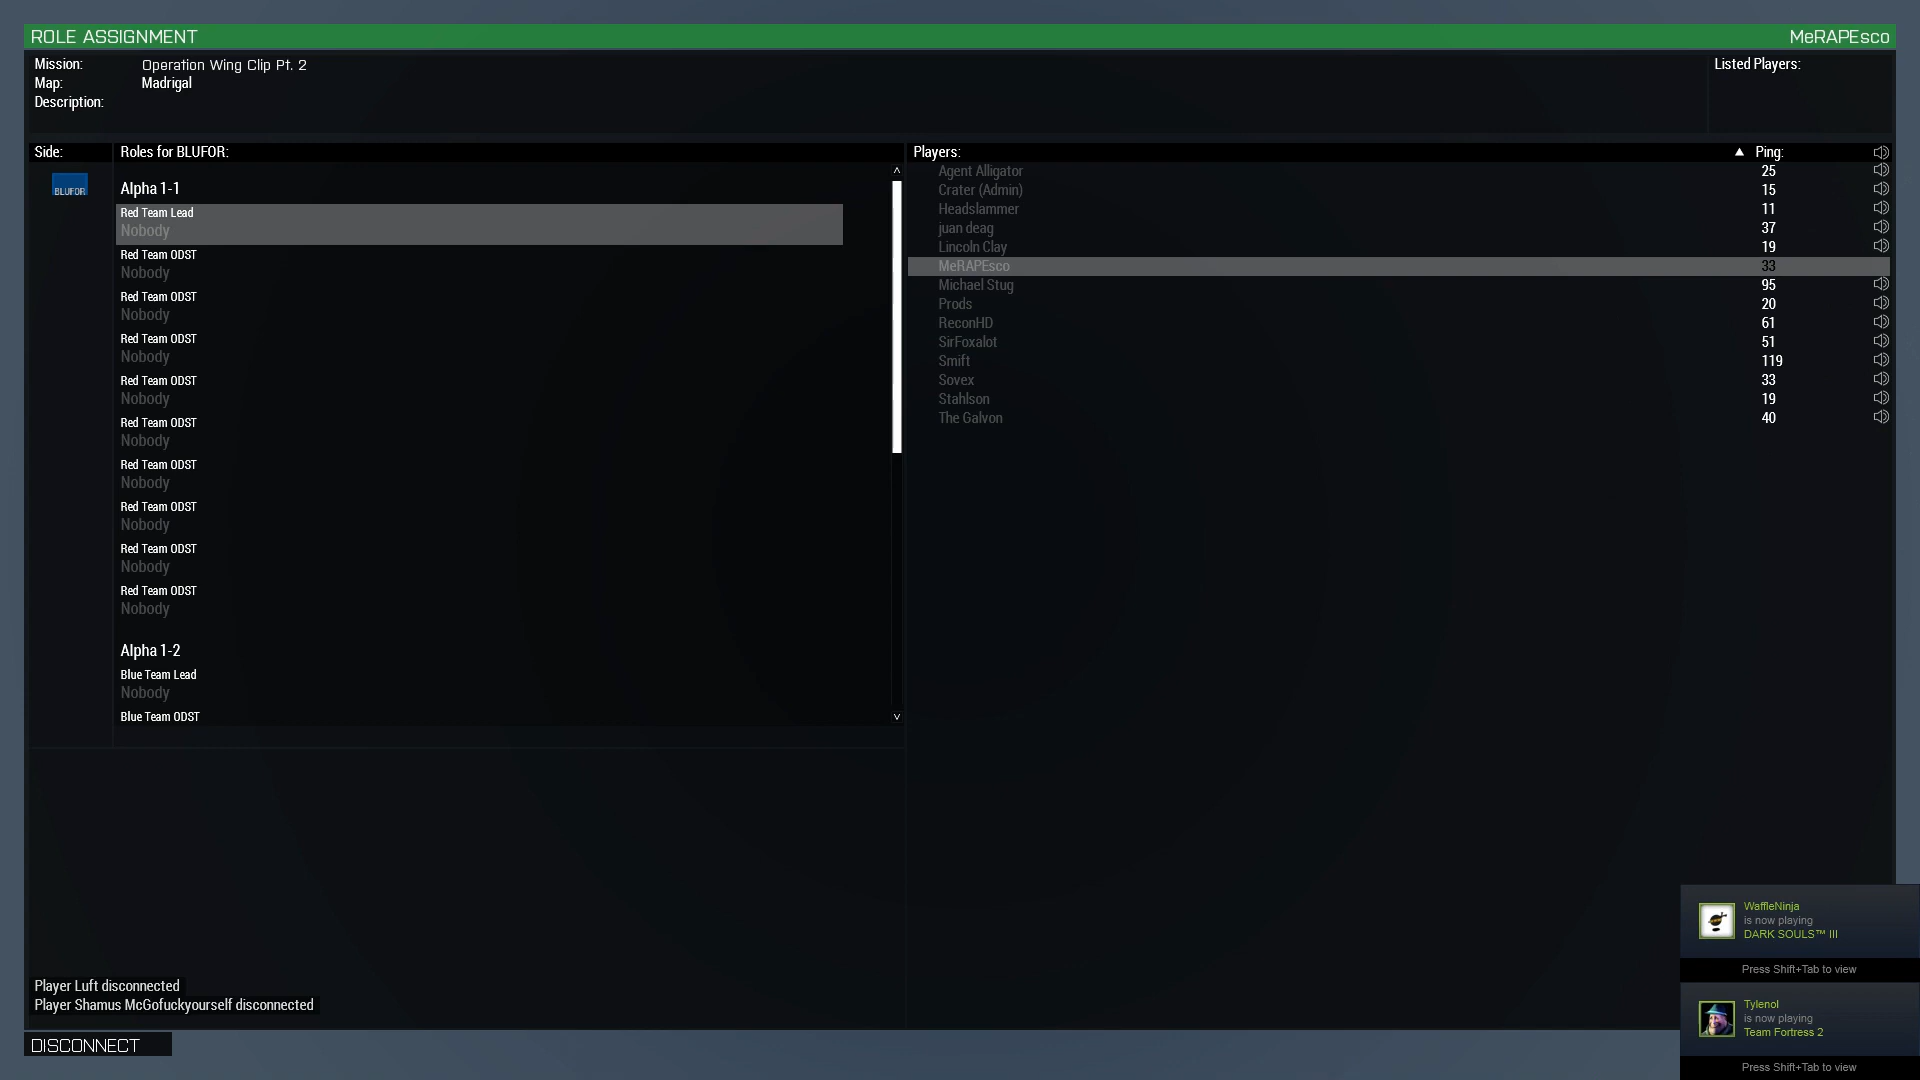 ROLE ASSIGNMENT MeRAPEsco
Mission: Operation Wing Clip Pt. 2 Listed Players:
Map: Madrigal
Description:
Side: Roles for BLUFOR:
BLUFOR
Alpha 1-1
Red Team Lead
Nobody
Red Team ODST
Nobody
Red Team ODST
Nobody
Red Team ODST
Nobody
Red Team ODST
Nobody
Red Team ODST
Nobody
Red Team ODST
Nobody
Red Team ODST
Nobody
Red Team ODST
Nobody
Red Team ODST
Nobody
Alpha 1-2
Blue Team Lead
Nobody
Blue Team ODST
Players: ▲ Ping:
Agent Alligator 25
Crater (Admin) 15
Headslammer 11
juan deag 37
Lincoln Clay 19
MeRAPEsco 33
Michael Stug 95
Prods 20
ReconHD 61
SirFoxalot 51
Smift 119
Sovex 33
Stahlson 19
The Galvon 40
Player Luft disconnected
Player Shamus McGofuckyourself disconnected
DISCONNECT
WaffleNinja
is now playing
DARK SOULS™ III
Press Shift+Tab to view
Tylenol
is now playing
Team Fortress 2
Press Shift+Tab to view